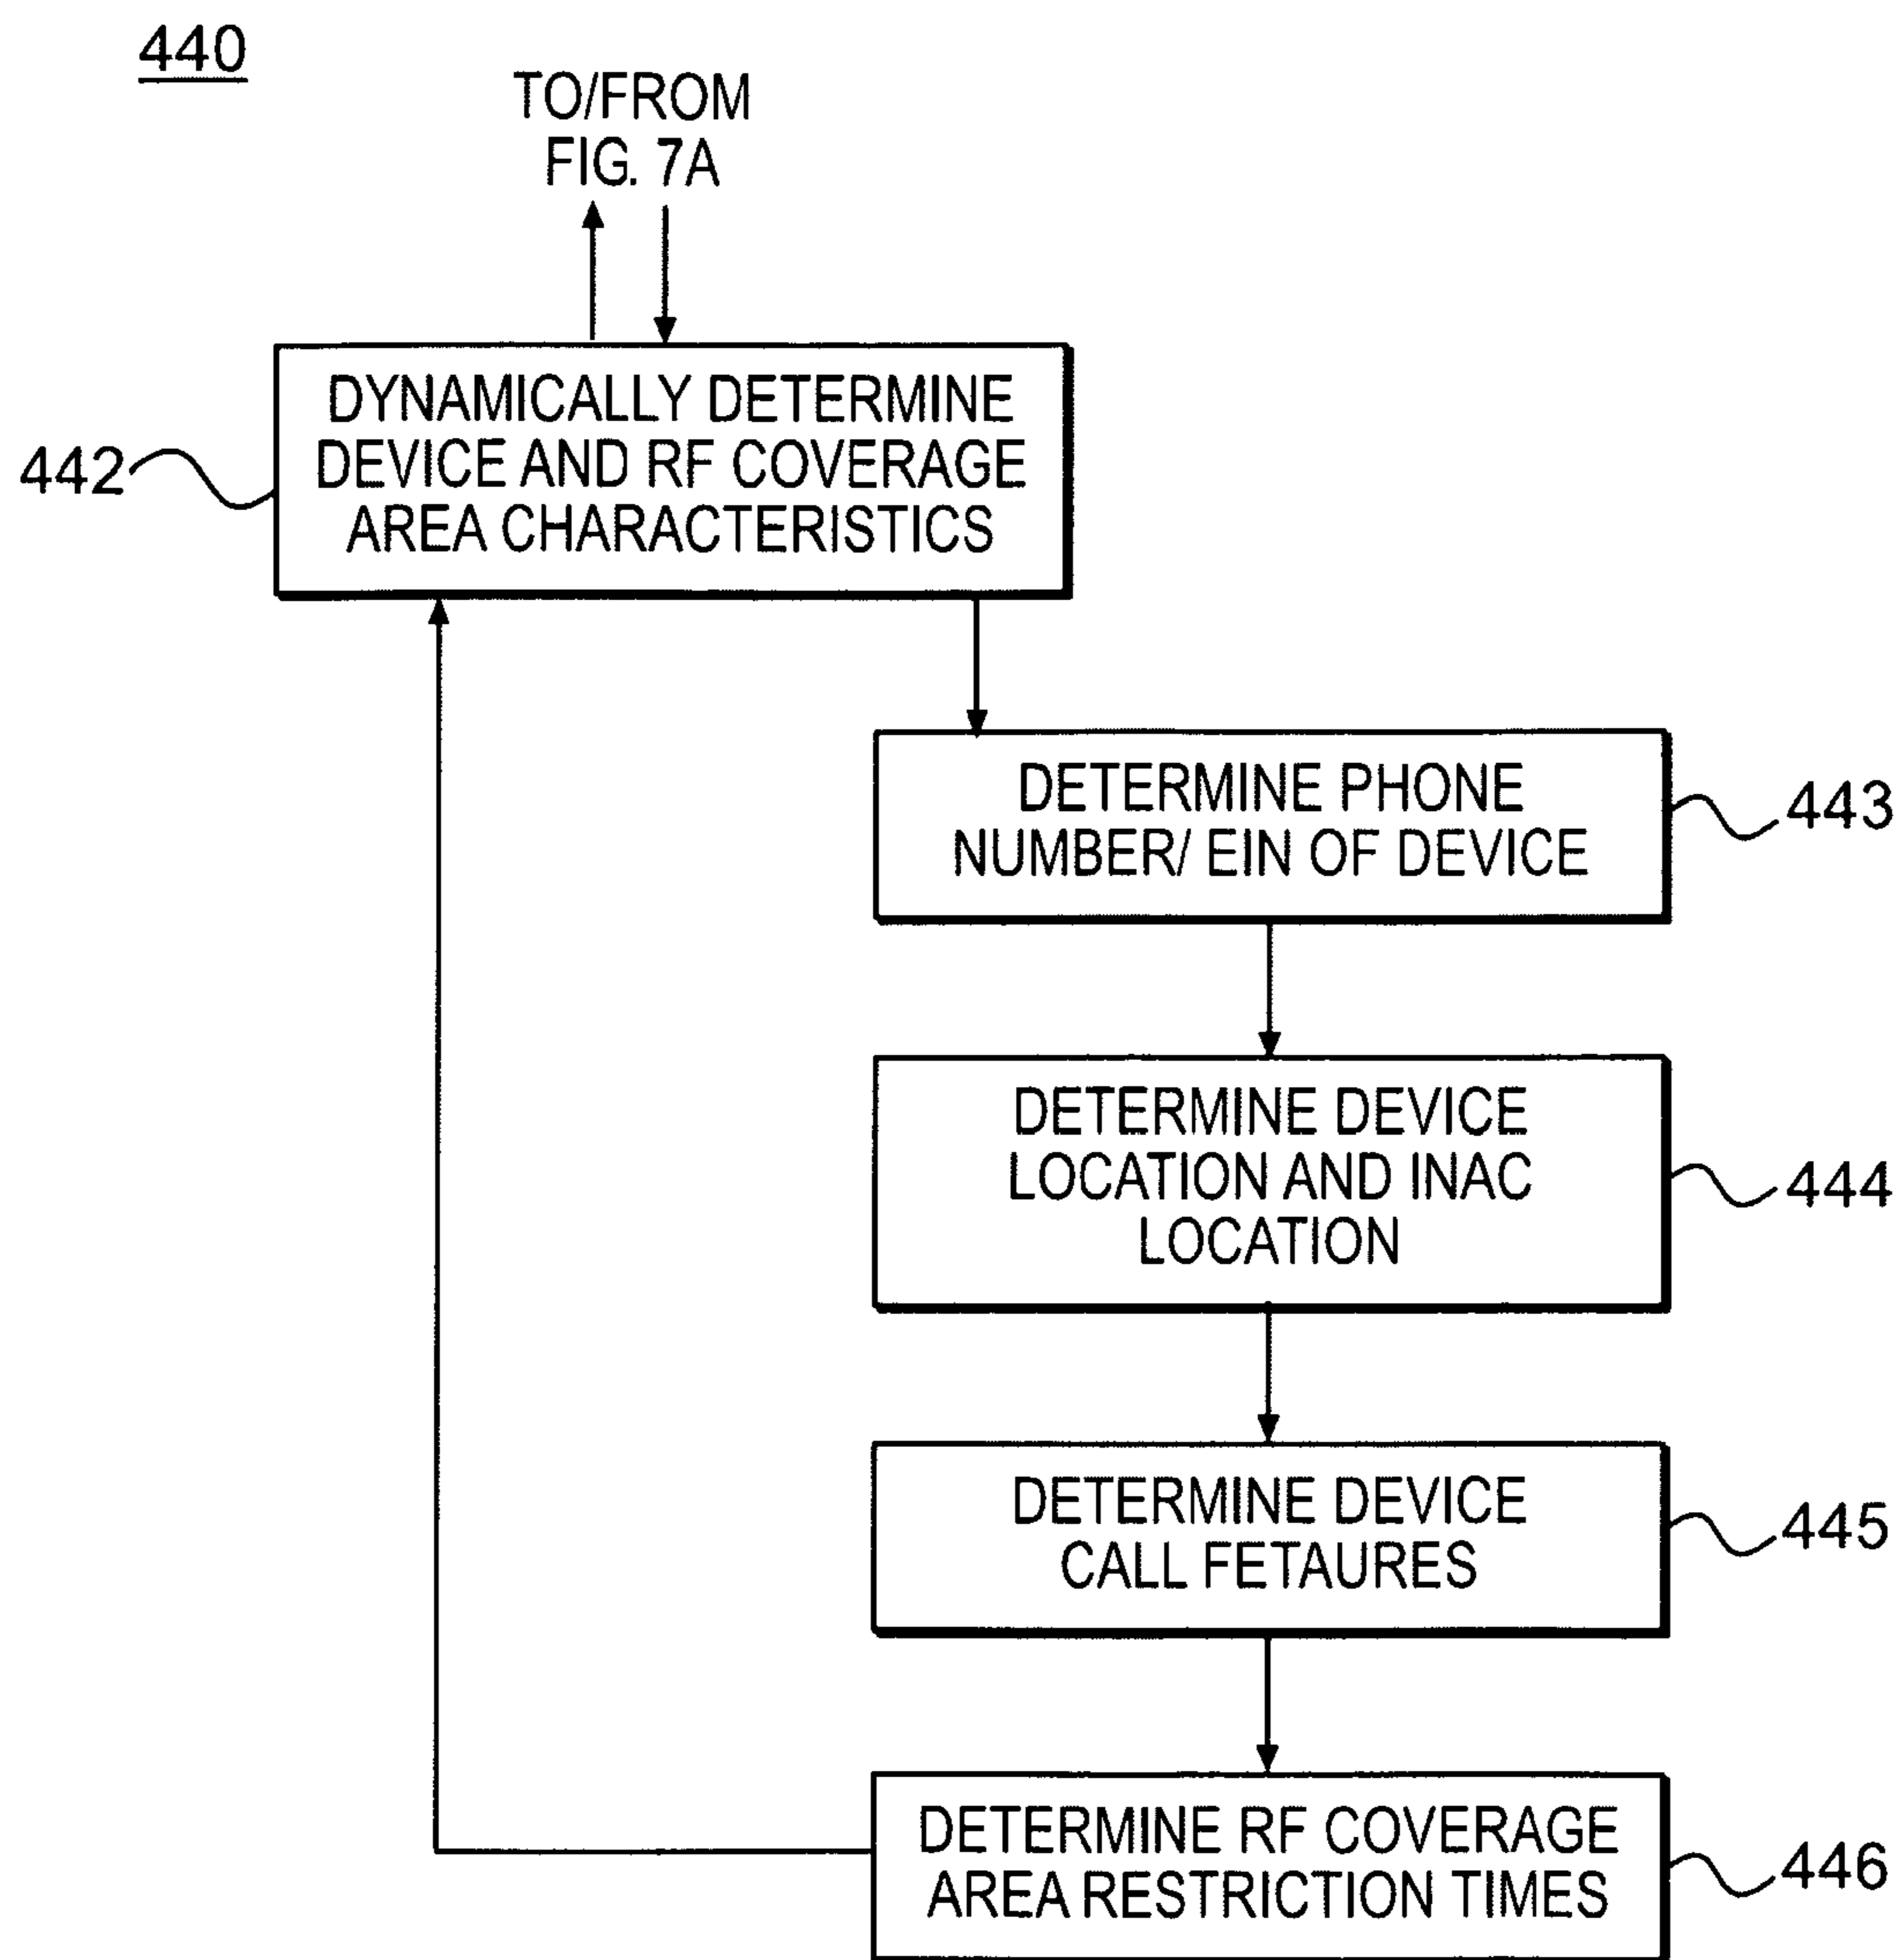 440
TO/FROM
FIG. 7A
DYNAMICALLY DETERMINE
DEVICE AND RF COVERAGE
AREA CHARACTERISTICS
442
DETERMINE PHONE
NUMBER/ EIN OF DEVICE
443
DETERMINE DEVICE
LOCATION AND INAC
LOCATION
444
DETERMINE DEVICE
CALL FETAURES
445
DETERMINE RF COVERAGE
AREA RESTRICTION TIMES
446